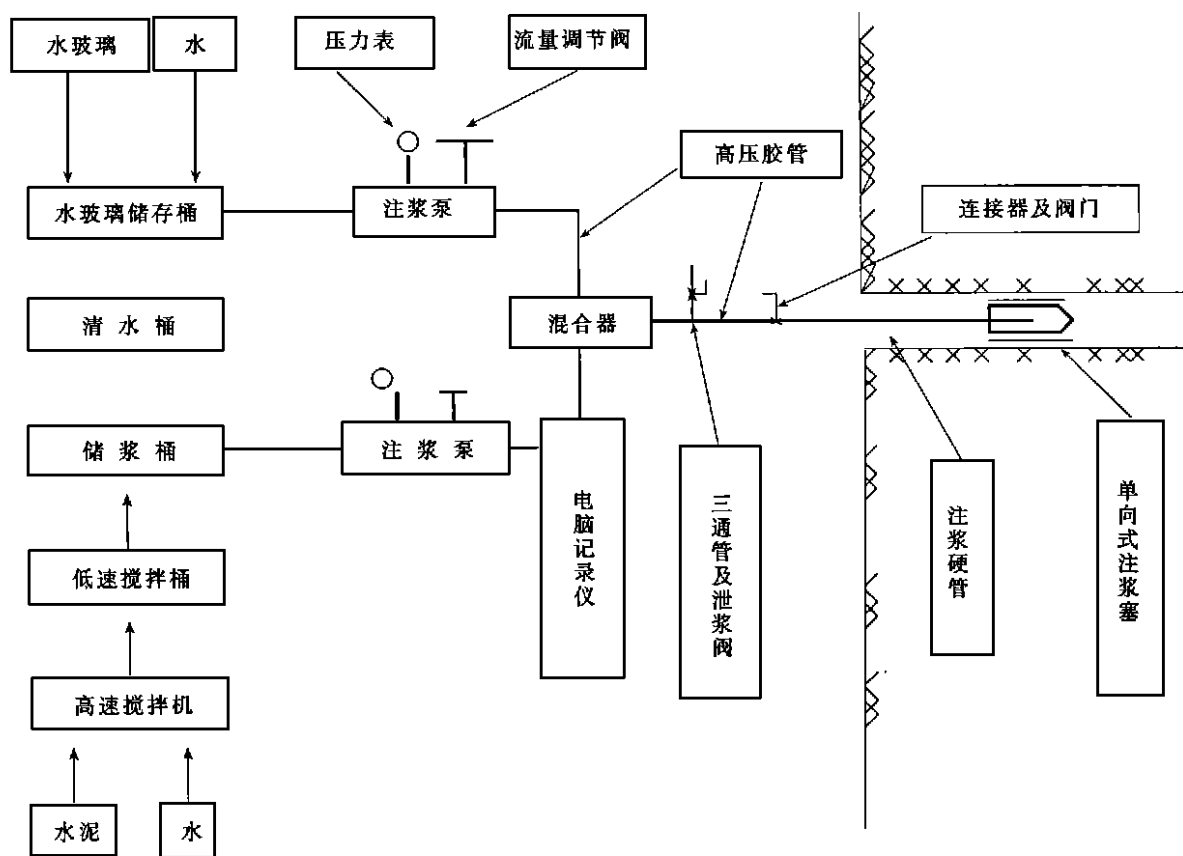 水玻璃
水
压力表
流量调节阀
高压胶管
水玻璃储存桶
注浆泵
连接器及阀门
清水桶
混合器
储浆桶
注浆泵
电脑记录仪
三通管及泄浆阀
注浆硬管
单向式注浆塞
低速搅拌桶
高速搅拌机
水泥
水